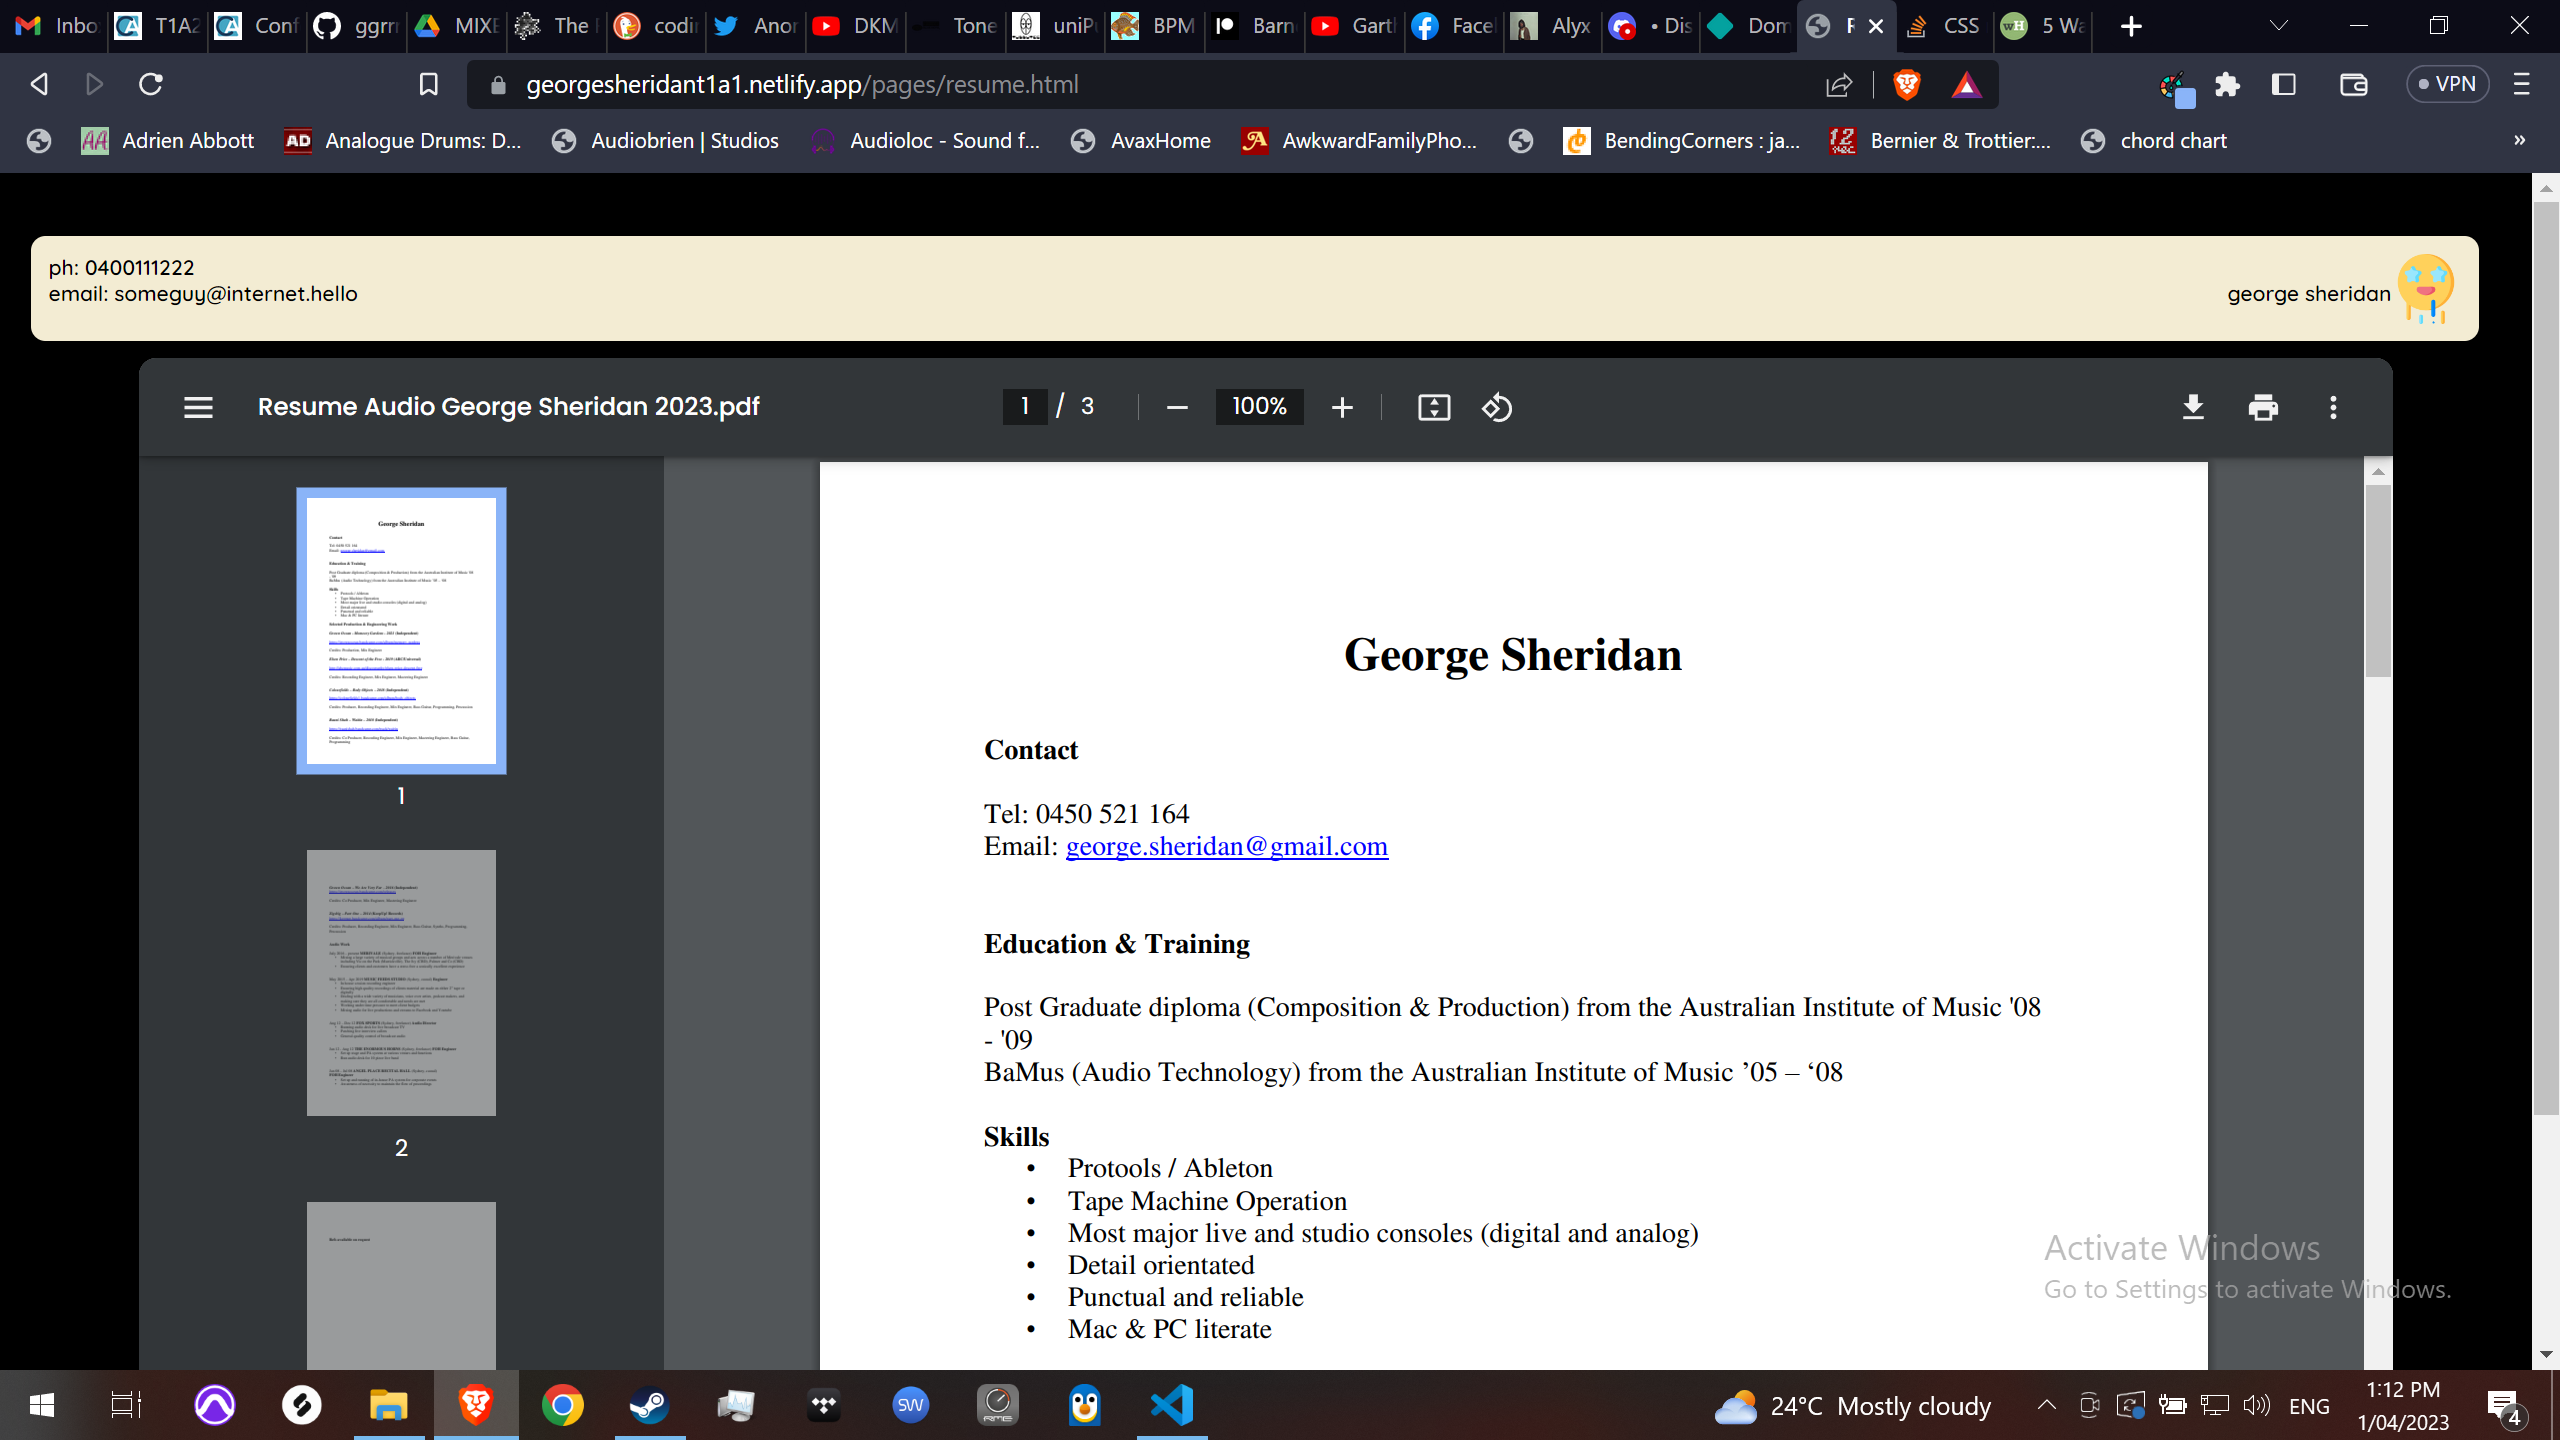 Inbo
T1A2
Conf
ggrrr
MIXE
The
codin
Anor
DKM
Tone
uniP
BPM
Barn
Gart
Face
Alyx
• Dis
Dom
CSS
5 Wa
georgesheridant1a1.netlify.app/pages/resume.html
VPN
AA Adrien Abbott
AD Analogue Drums: D...
Audiobrien | Studios
Audioloc - Sound f...
AvaxHome
AwkwardFamilyPho...
BendingCorners : ja...
Bernier & Trottier:...
chord chart
»
ph: 0400111222
email: someguy@internet.hello
george sheridan
Resume Audio George Sheridan 2023.pdf
1 / 3
100%
1
2
George Sheridan
Contact
Tel: 0450 521 164
Email: george.sheridan@gmail.com
Education & Training
Post Graduate diploma (Composition & Production) from the Australian Institute of Music '08
- '09
BaMus (Audio Technology) from the Australian Institute of Music ’05 – ‘08
Skills
• Protools / Ableton
• Tape Machine Operation
• Most major live and studio consoles (digital and analog)
• Detail orientated
• Punctual and reliable
• Mac & PC literate
Activate Windows
Go to Settings to activate Windows.
SW
RME
24°C Mostly cloudy
ENG
1:12 PM
1/04/2023
4